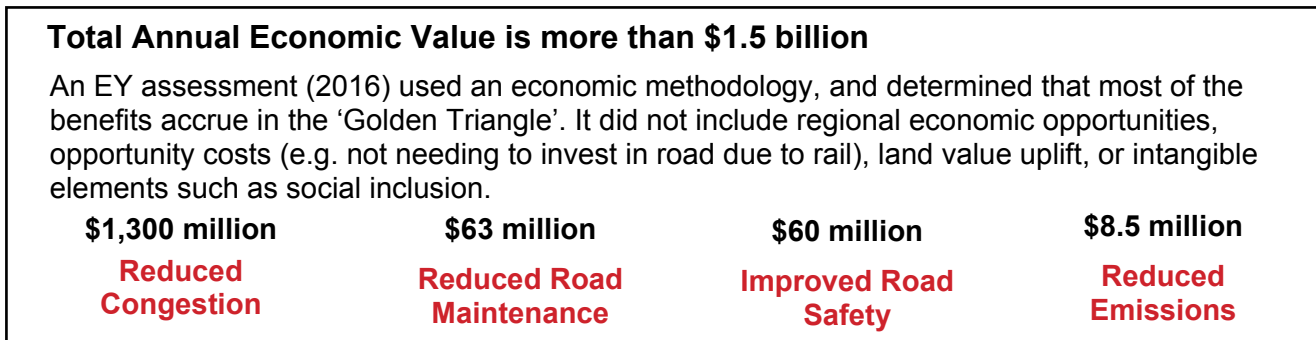 Total Annual Economic Value is more than $1.5 billion
An EY assessment (2016) used an economic methodology, and determined that most of the
benefits accrue in the ‘Golden Triangle’. It did not include regional economic opportunities,
opportunity costs (e.g. not needing to invest in road due to rail), land value uplift, or intangible
elements such as social inclusion.
$1,300 million
Reduced
Congestion
$63 million
Reduced Road
Maintenance
$60 million
Improved Road
Safety
$8.5 million
Reduced
Emissions